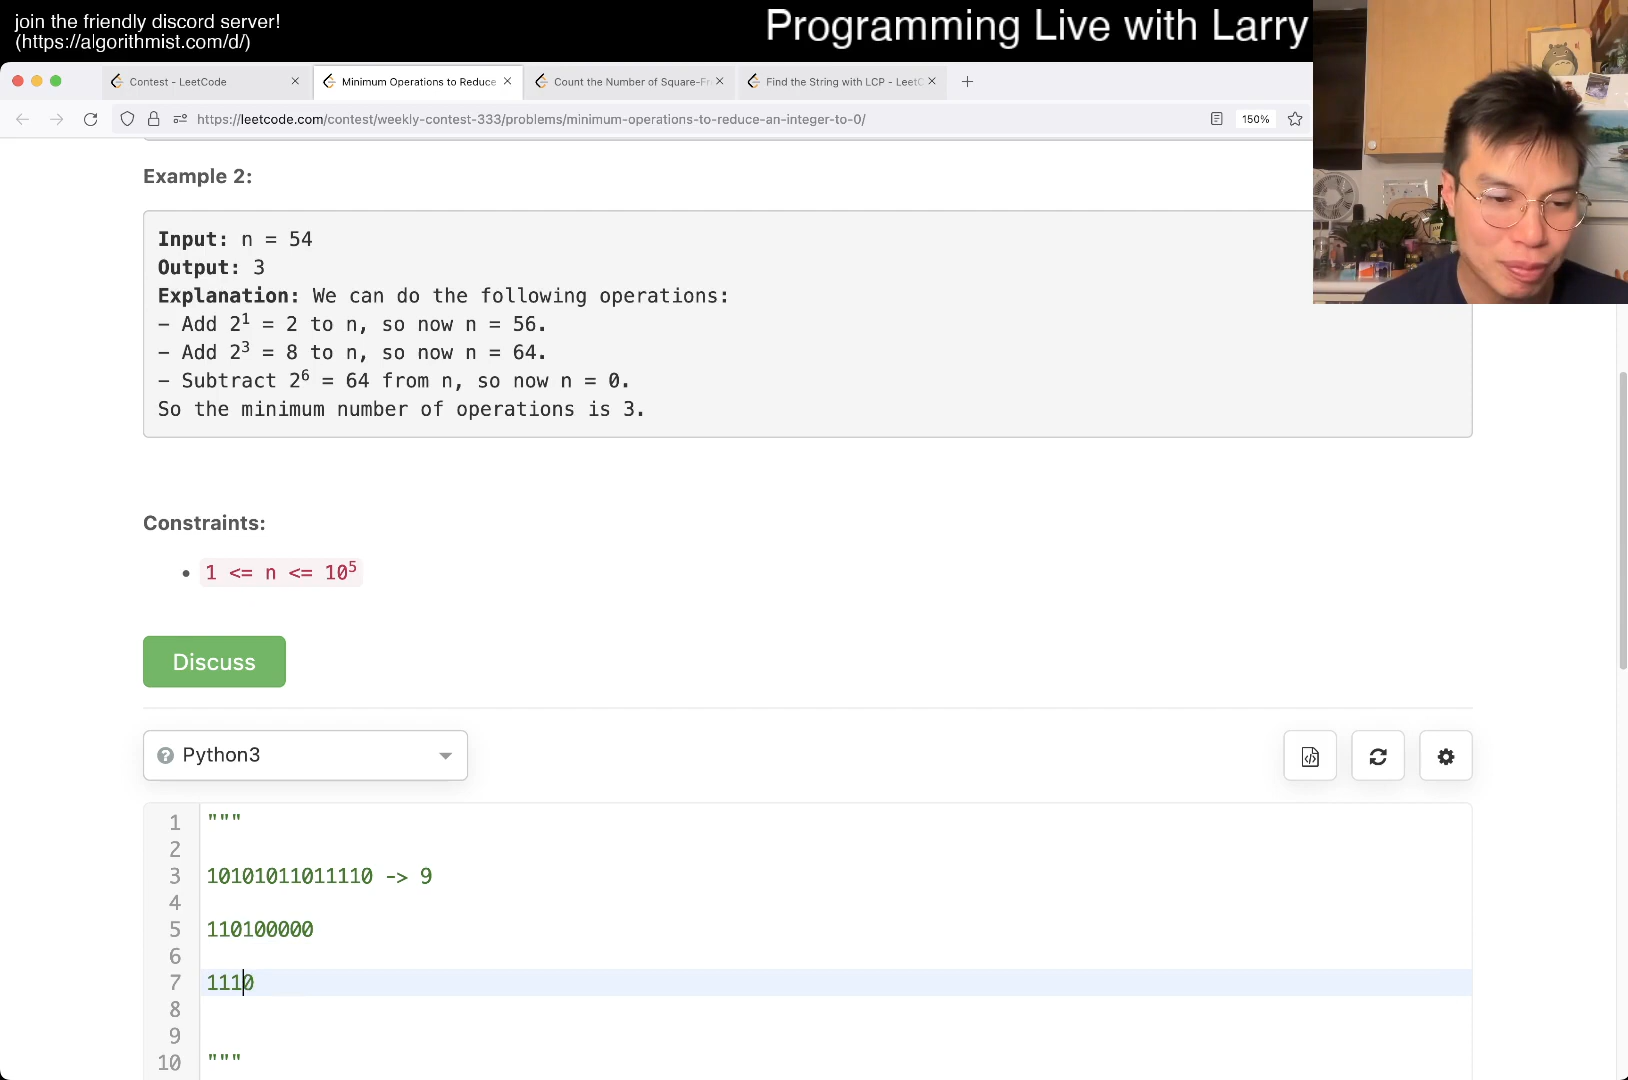 join the friendly discord server!
(https://algorithmist.com/d/)
Programming Live with Larry
Contest - LeetCode
Minimum Operations to Reduce
Count the Number of Square-Fr
Find the String with LCP - LeetC
https://leetcode.com/contest/weekly-contest-333/problems/minimum-operations-to-reduce-an-integer-to-0/
150%
Example 2:
Input: n = 54
Output: 3
Explanation: We can do the following operations:
- Add 2¹ = 2 to n, so now n = 56.
- Add 2³ = 8 to n, so now n = 64.
- Subtract 2⁶ = 64 from n, so now n = 0.
So the minimum number of operations is 3.
Constraints:
• 1 <= n <= 10⁵
Discuss
? Python3
1 """
2
3 10101011011110 -> 9
4
5 110100000
6
7 1110
8
9
10 """